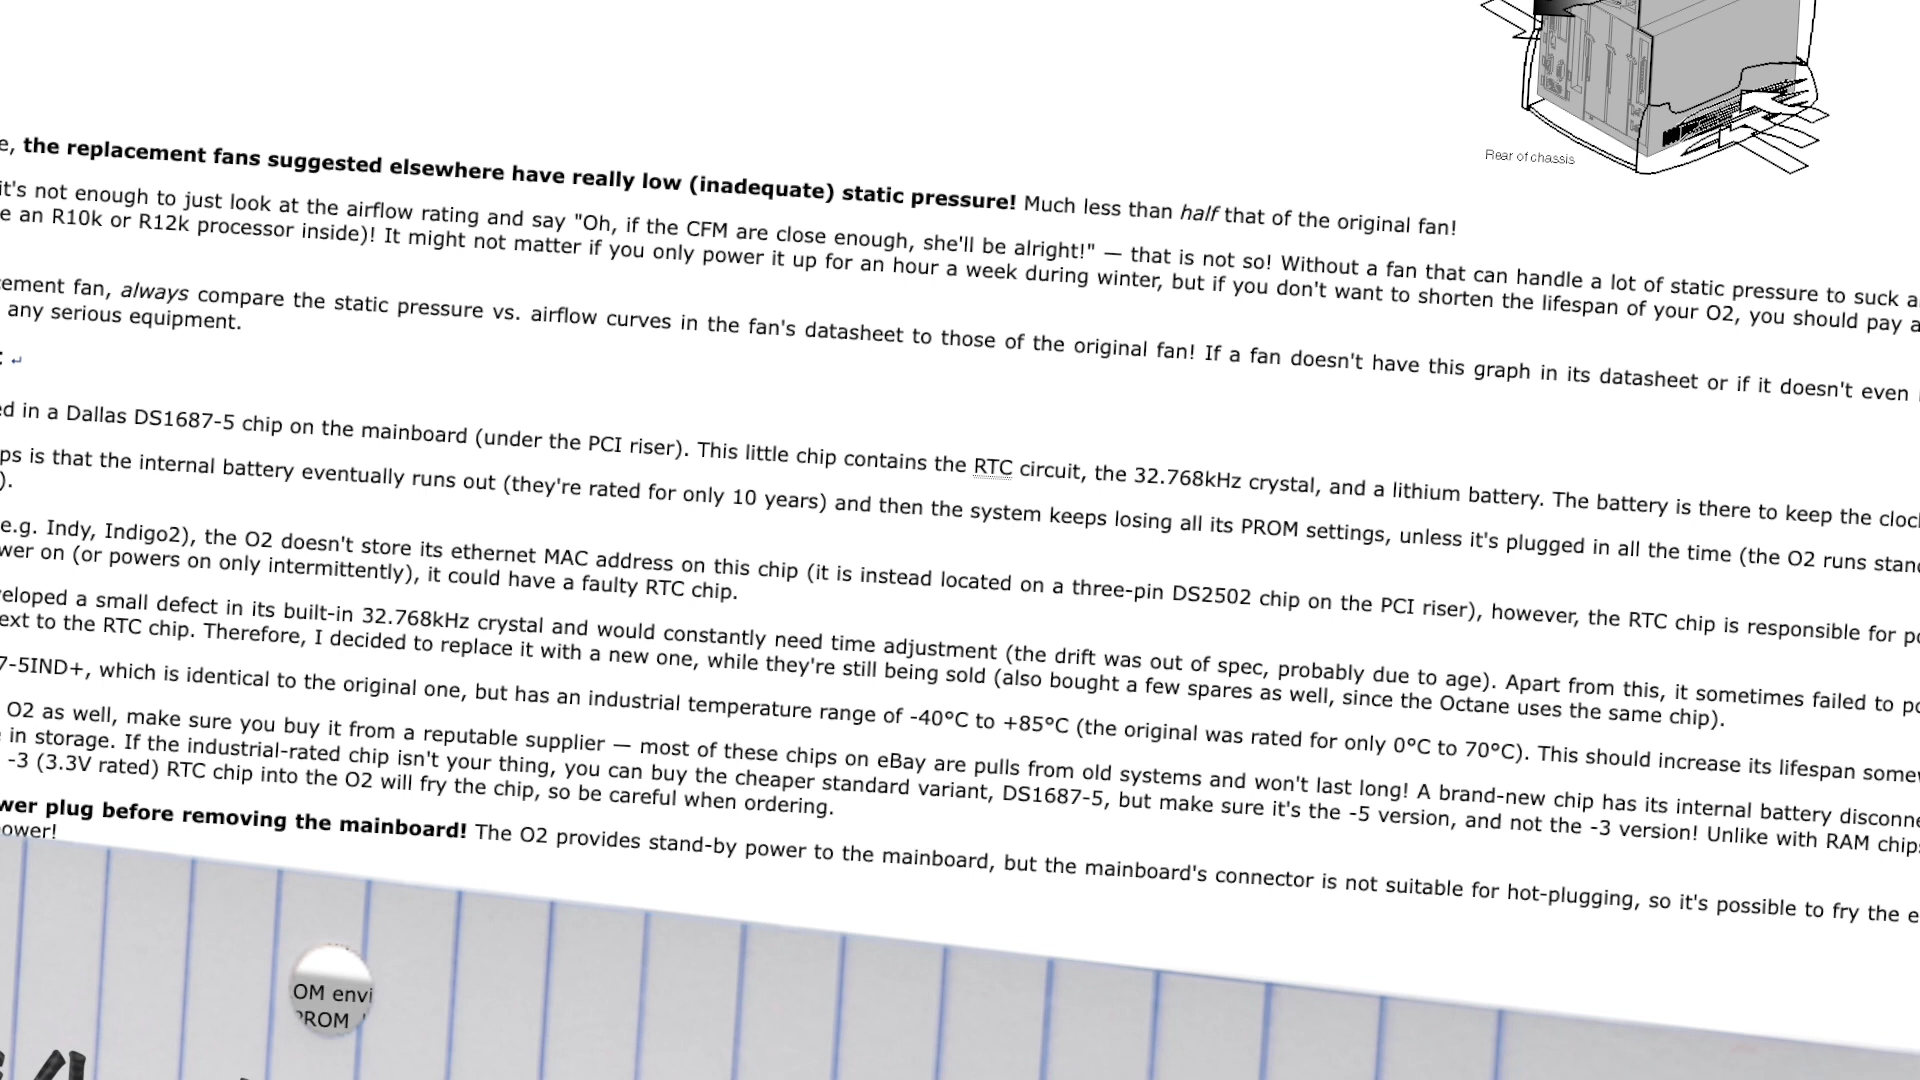 Rear of chassis
e, the replacement fans suggested elsewhere have really low (inadequate) static pressure! Much less than half that of the original fan!
it's not enough to just look at the airflow rating and say "Oh, if the CFM are close enough, she'll be alright!" — that is not so! Without a fan that can handle a lot of static pressure to suck a
e an R10k or R12k processor inside)! It might not matter if you only power it up for an hour a week during winter, but if you don't want to shorten the lifespan of your O2, you should pay a
ement fan, always compare the static pressure vs. airflow curves in the fan's datasheet to those of the original fan! If a fan doesn't have this graph in its datasheet or if it doesn't even
any serious equipment.
ed in a Dallas DS1687-5 chip on the mainboard (under the PCI riser). This little chip contains the RTC circuit, the 32.768kHz crystal, and a lithium battery. The battery is there to keep the cloc
ps is that the internal battery eventually runs out (they're rated for only 10 years) and then the system keeps losing all its PROM settings, unless it's plugged in all the time (the O2 runs stan
).
e.g. Indy, Indigo2), the O2 doesn't store its ethernet MAC address on this chip (it is instead located on a three-pin DS2502 chip on the PCI riser), however, the RTC chip is responsible for po
wer on (or powers on only intermittently), it could have a faulty RTC chip.
veloped a small defect in its built-in 32.768kHz crystal and would constantly need time adjustment (the drift was out of spec, probably due to age). Apart from this, it sometimes failed to po
ext to the RTC chip. Therefore, I decided to replace it with a new one, while they're still being sold (also bought a few spares as well, since the Octane uses the same chip).
7-5IND+, which is identical to the original one, but has an industrial temperature range of -40°C to +85°C (the original was rated for only 0°C to 70°C). This should increase its lifespan some
O2 as well, make sure you buy it from a reputable supplier — most of these chips on eBay are pulls from old systems and won't last long! A brand-new chip has its internal battery disconne
in storage. If the industrial-rated chip isn't your thing, you can buy the cheaper standard variant, DS1687-5, but make sure it's the -5 version, and not the -3 version! Unlike with RAM chip
-3 (3.3V rated) RTC chip into the O2 will fry the chip, so be careful when ordering.
wer plug before removing the mainboard! The O2 provides stand-by power to the mainboard, but the mainboard's connector is not suitable for hot-plugging, so it's possible to fry the e
ower!
OM envi
PROM